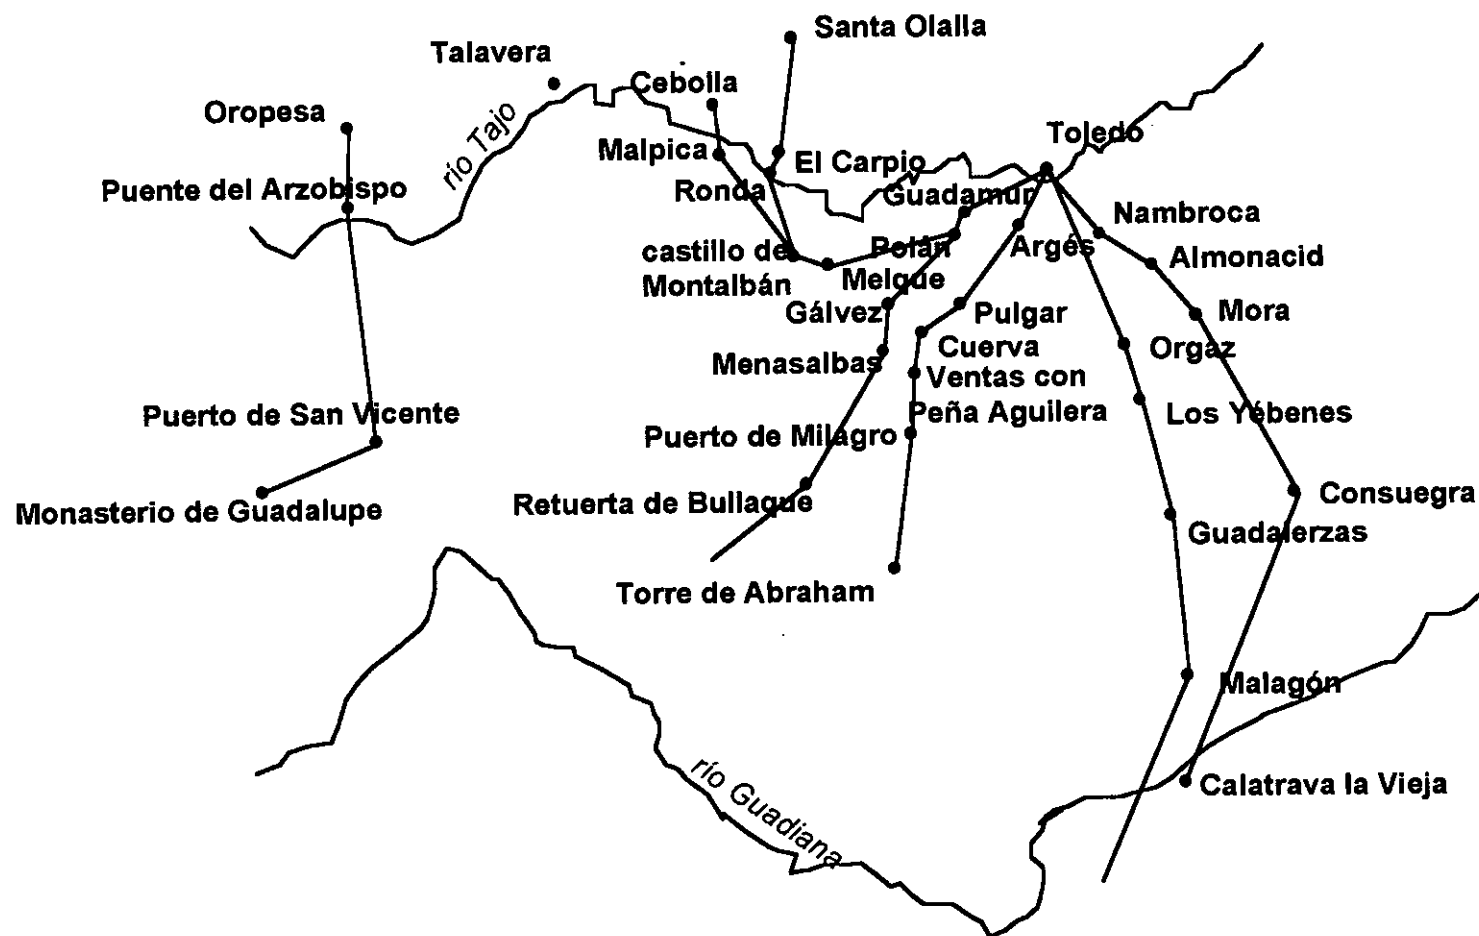 Santa Olalla
Talavera
Cebolla
Oropesa
río Tajo
Toledo
Malpica
El Carpio
Puente del Arzobispo
Ronda
Guadamur
Nambroca
castillo de
Montalbán
Polán
Argés
Almonacid
Melque
Gálvez
Pulgar
Mora
Menasalbas
Cuerva
Orgaz
Ventas con
Peña Aguilera
Puerto de San Vicente
Los Yébenes
Puerto de Milagro
Monasterio de Guadalupe
Retuerta de Bullaque
Consuegra
Guadalerzas
Torre de Abraham
Malagón
río Guadiana
Calatrava la Vieja